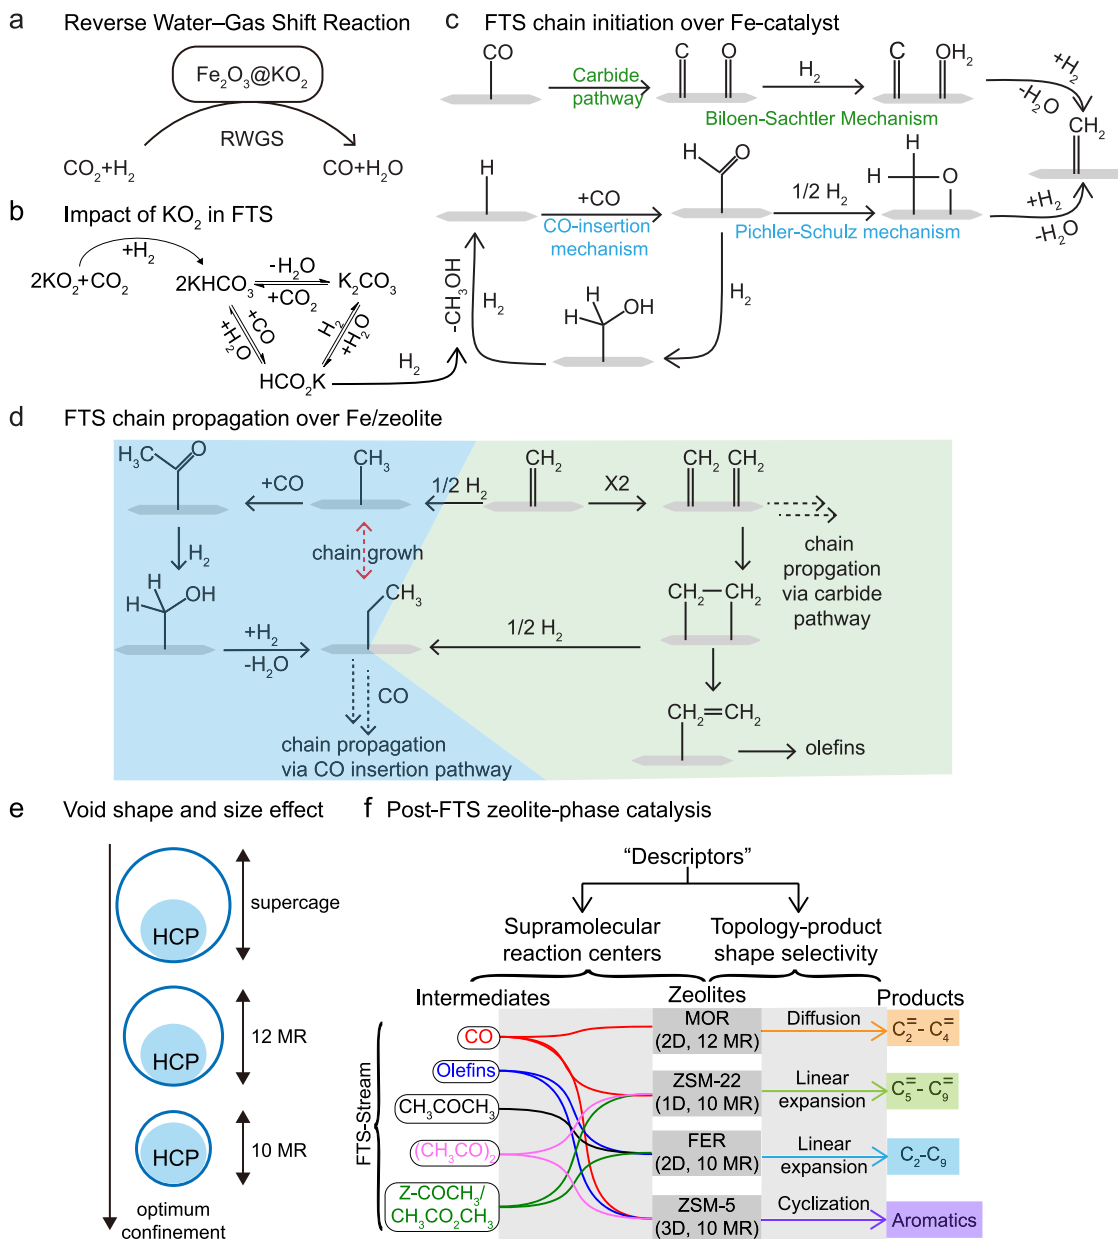 a Reverse Water–Gas Shift Reaction
Fe₂O₃@KO₂
RWGS
CO₂+H₂
CO+H₂O
b Impact of KO₂ in FTS
+H₂
2KO₂+CO₂
2KHCO₃
-H₂O
+CO₂
K₂CO₃
+CO
+H₂O
H₂
+H₂O
HCO₂K
H₂
c FTS chain initiation over Fe-catalyst
CO
Carbide
pathway
C
O
H₂
C
OH₂
+H₂
-H₂O
CH₂
Biloen-Sachtler Mechanism
H
+CO
CO-insertion
mechanism
H
O
1/2 H₂
Pichler-Schulz mechanism
H
H
O
+H₂
-H₂O
-CH₃OH
H₂
H
H
OH
H₂
d FTS chain propagation over Fe/zeolite
H₃C
O
+CO
CH₃
1/2 H₂
CH₂
X2
CH₂ CH₂
chain
propgation
via carbide
pathway
H₂
chain growth
H
H
OH
+H₂
-H₂O
CH₃
1/2 H₂
CH₂ CH₂
CO
chain propagation
via CO insertion pathway
CH₂=CH₂
olefins
e Void shape and size effect
HCP
supercage
HCP
12 MR
HCP
10 MR
optimum
confinement
f Post-FTS zeolite-phase catalysis
“Descriptors”
Supramolecular
reaction centers
Topology-product
shape selectivity
Intermediates
Zeolites
Products
FTS-Stream
CO
Olefins
CH₃COCH₃
(CH₃CO)₂
Z-COCH₃/
CH₃CO₂CH₃
MOR
(2D, 12 MR)
Diffusion
C₂⁼- C₄⁼
ZSM-22
(1D, 10 MR)
Linear
expansion
C₅⁼- C₉⁼
FER
(2D, 10 MR)
Linear
expansion
C₂-C₉
ZSM-5
(3D, 10 MR)
Cyclization
Aromatics